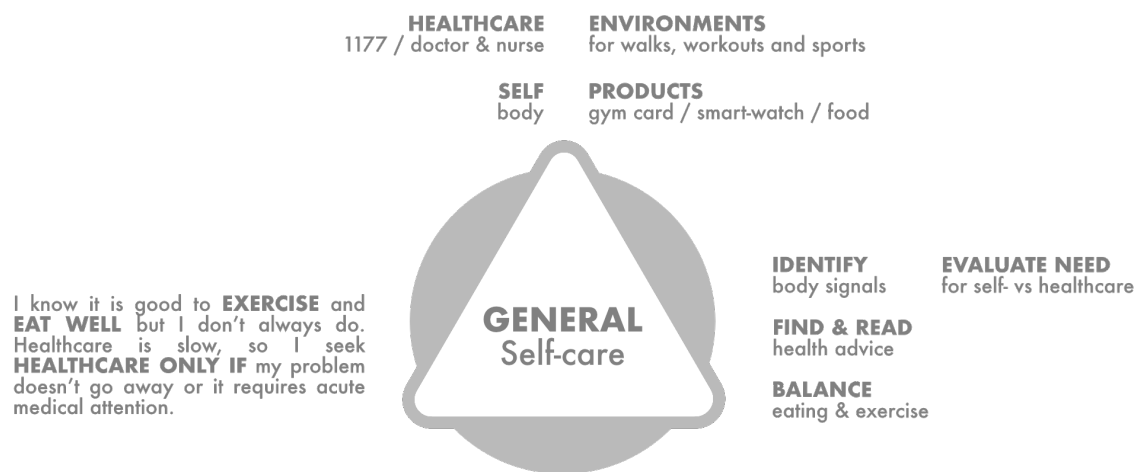 HEALTHCARE
1177 / doctor & nurse
ENVIRONMENTS
for walks, workouts and sports
SELF
body
PRODUCTS
gym card / smart-watch / food
I know it is good to EXERCISE and
EAT WELL but I don't always do.
Healthcare is slow, so I seek
HEALTHCARE ONLY IF my problem
doesn't go away or it requires acute
medical attention.
GENERAL
Self-care
IDENTIFY
body signals
EVALUATE NEED
for self- vs healthcare
FIND & READ
health advice
BALANCE
eating & exercise